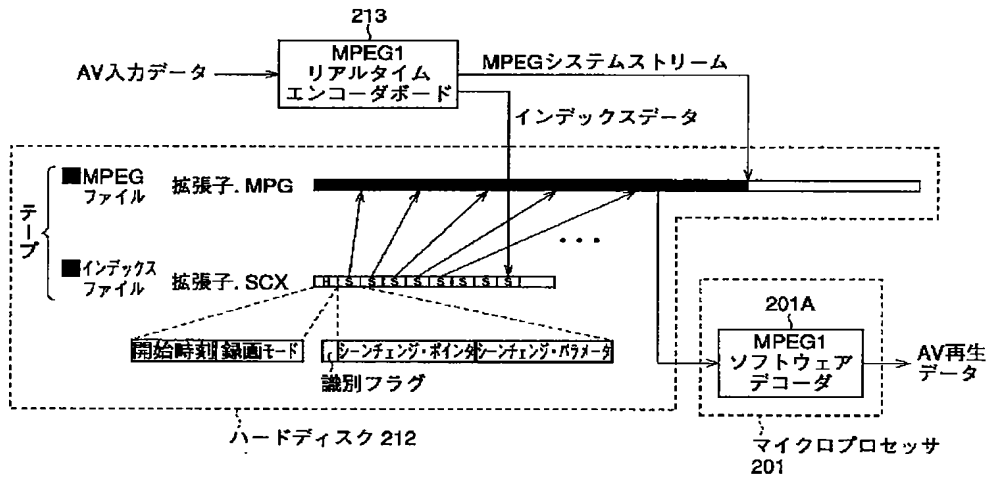 213
MPEG1
リアルタイム
エンコーダボード
AV入力データ
MPEGシステムストリーム
インデックスデータ
テープ
■MPEG
ファイル
拡張子. MPG
• • •
■インデックス
ファイル
拡張子. SCX
H S S S S S S S S
開始時刻 録画モード
シーンチェンジ・ポインタ シーンチェンジ・パラメータ
識別フラグ
201A
MPEG1
ソフトウェア
デコーダ
AV再生
データ
ハードディスク 212
マイクロプロセッサ
201